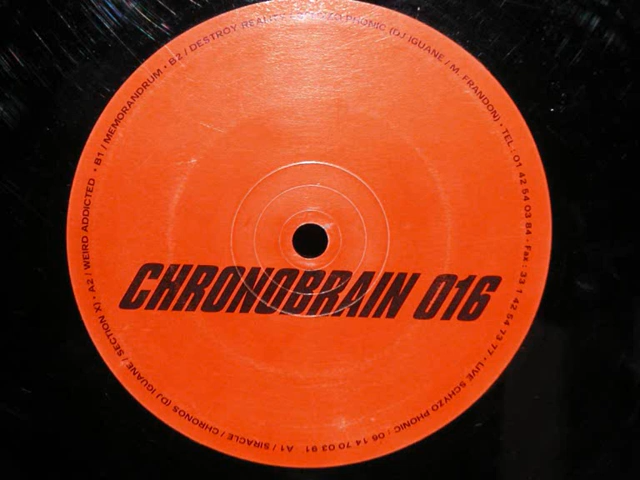 CHRONOBRAIN 016
A1 / SIRACLE / CHRONOS (DJ IGUANE / SECTION X) • A2 / WEIRD ADDICTED • B1 / MEMORANDRUM • B2 / DESTROY REALITY PHONIC (DJ IGUANE / M. FRANDON) • TEL : 01 42 54 03 84 - Fax : 33 1 42 54 73 77 - LIVE SCHYZO PHONIC : 06 14 70 03 91